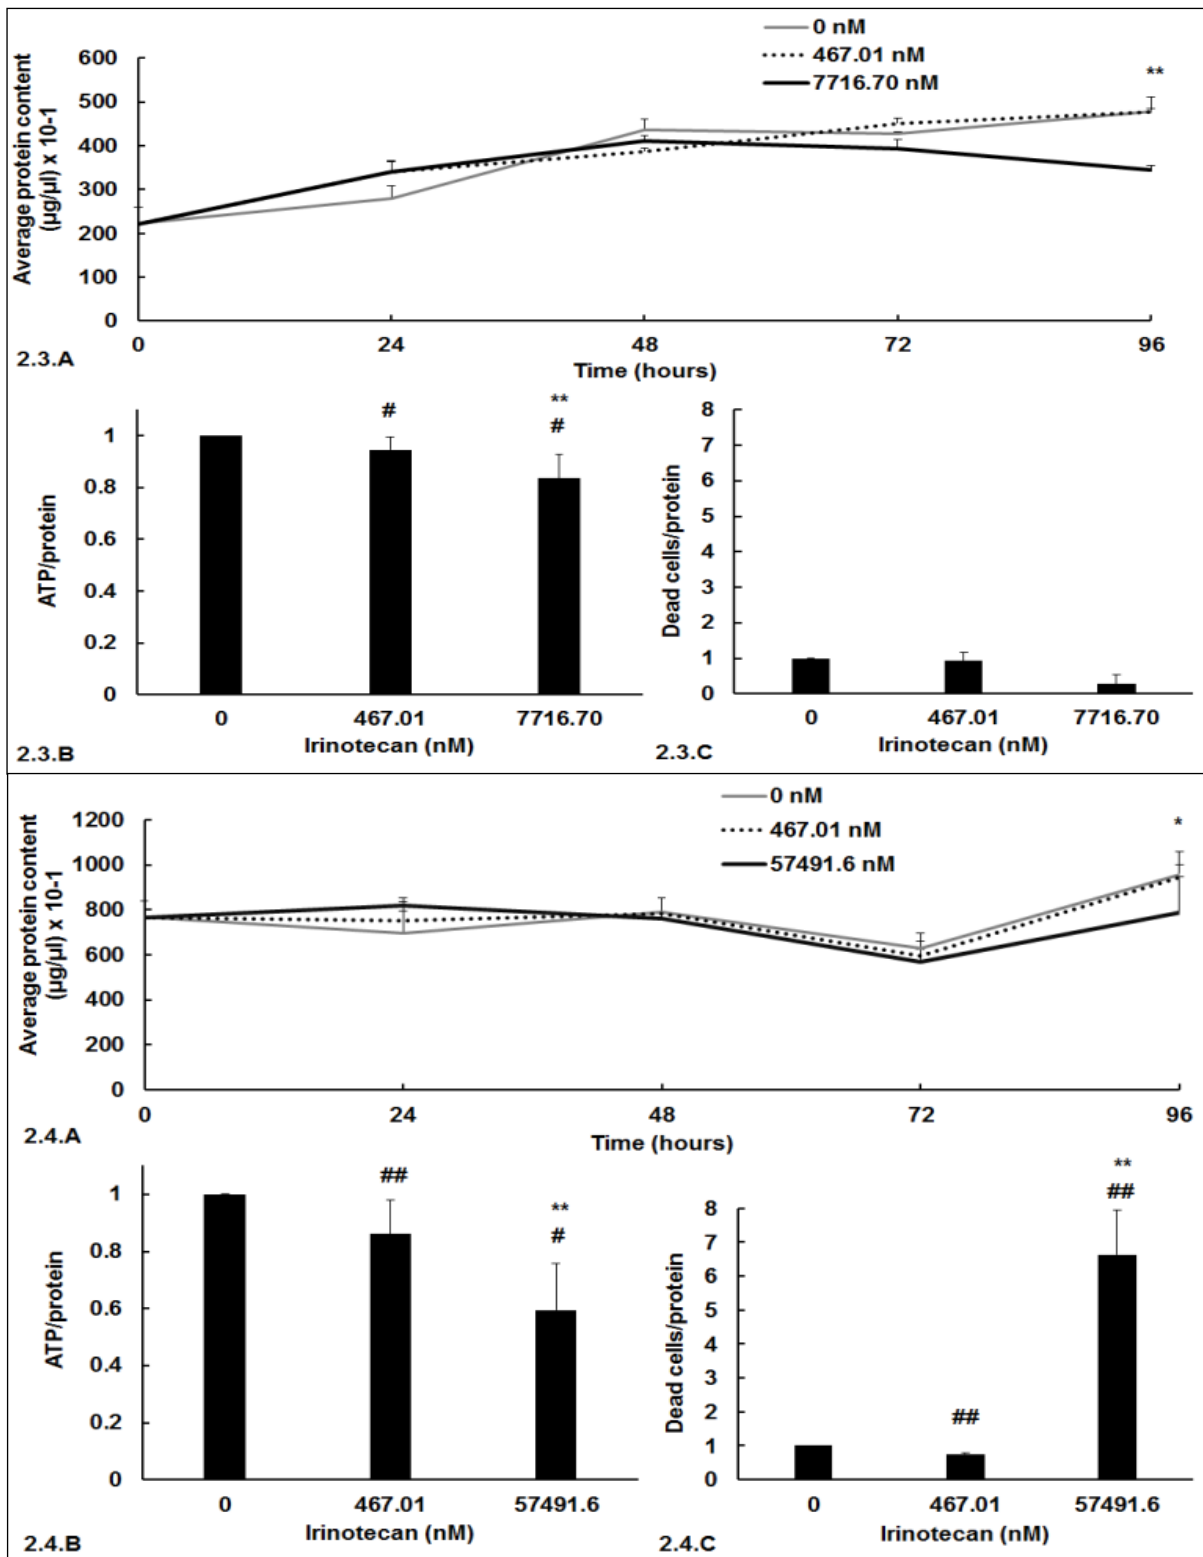 0 nM
467.01 nM
7716.70 nM
**
Average protein content
(µg/µl) x 10-1
600
500
400
300
200
100
0
0 24 48 72 96
Time (hours)
2.3.A
# ** #
ATP/protein
1
0.8
0.6
0.4
0.2
0
0 467.01 7716.70
Irinotecan (nM)
2.3.B
Dead cells/protein
8
7
6
5
4
3
2
1
0
0 467.01 7716.70
Irinotecan (nM)
2.3.C
0 nM
467.01 nM
57491.6 nM
*
Average protein content
(µg/µl) x 10-1
1200
1000
800
600
400
200
0
0 24 48 72 96
Time (hours)
2.4.A
## ** #
ATP/protein
1
0.8
0.6
0.4
0.2
0
0 467.01 57491.6
Irinotecan (nM)
2.4.B
**
##
##
Dead cells/protein
8
7
6
5
4
3
2
1
0
0 467.01 57491.6
Irinotecan (nM)
2.4.C